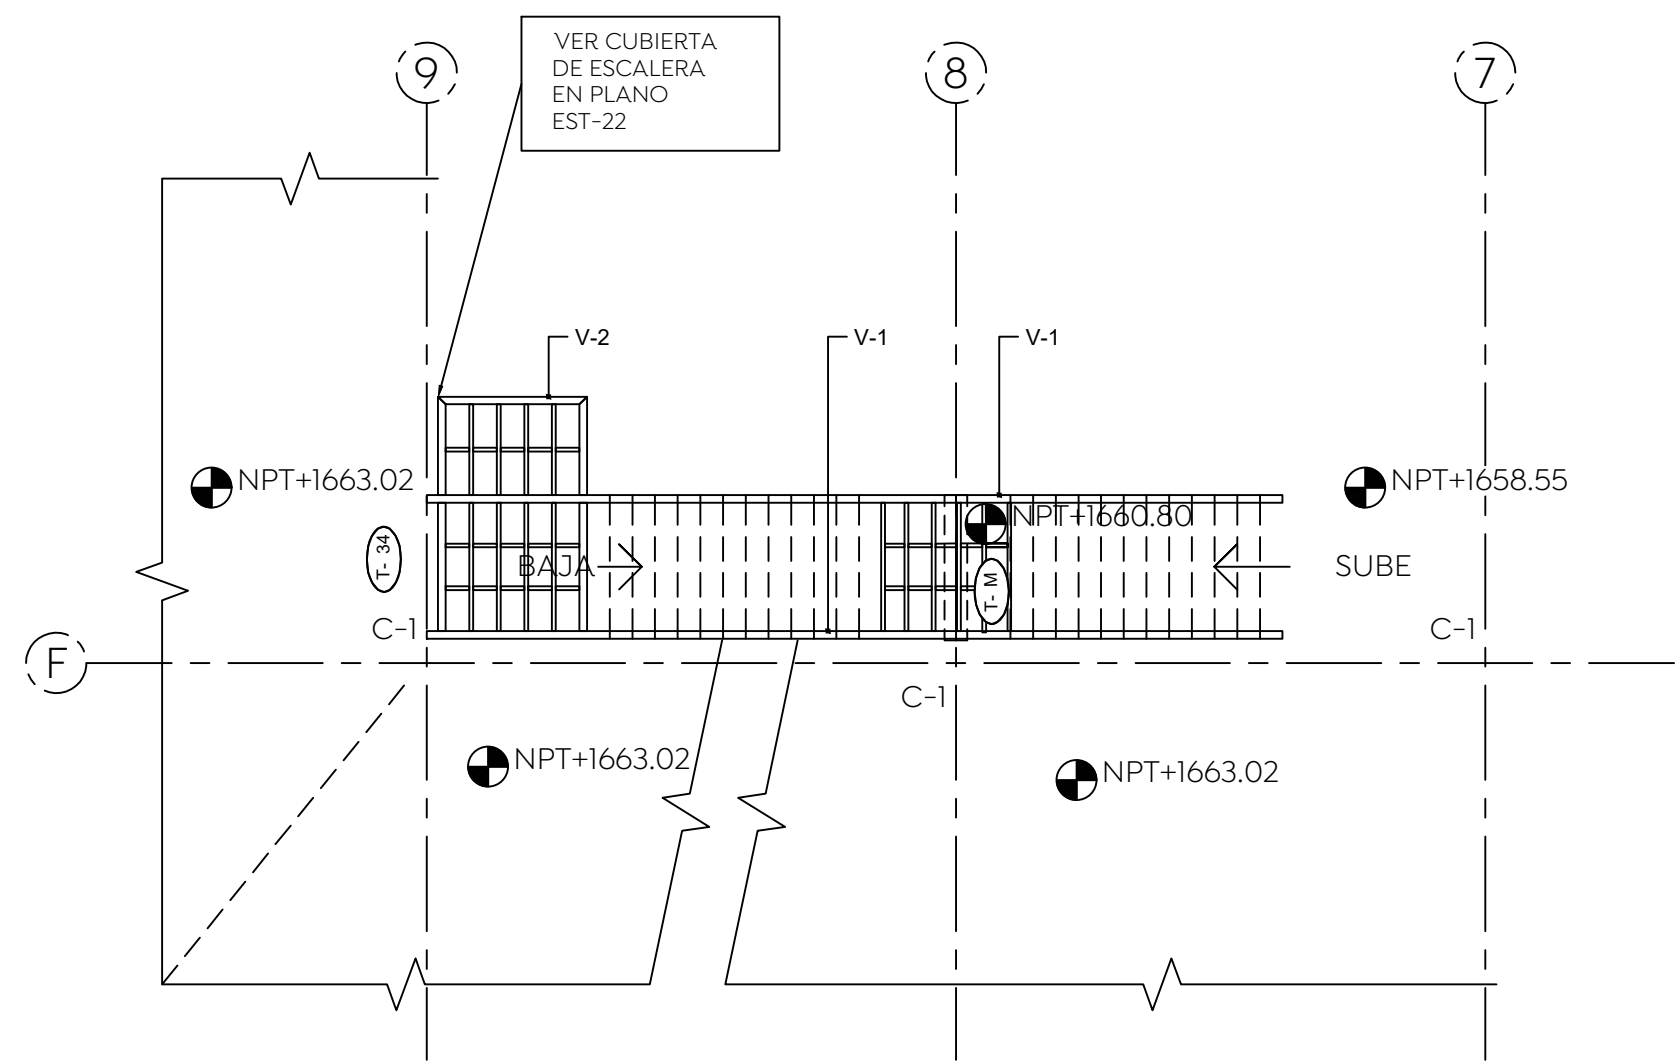 VER CUBIERTA
DE ESCALERA
EN PLANO
EST-22
9
8
7
V-2
V-1
V-1
NPT+1663.02
NPT+1658.55
NPT+1660.80
T- 34
BAJA
T- M
SUBE
C-1
C-1
F
C-1
NPT+1663.02
NPT+1663.02